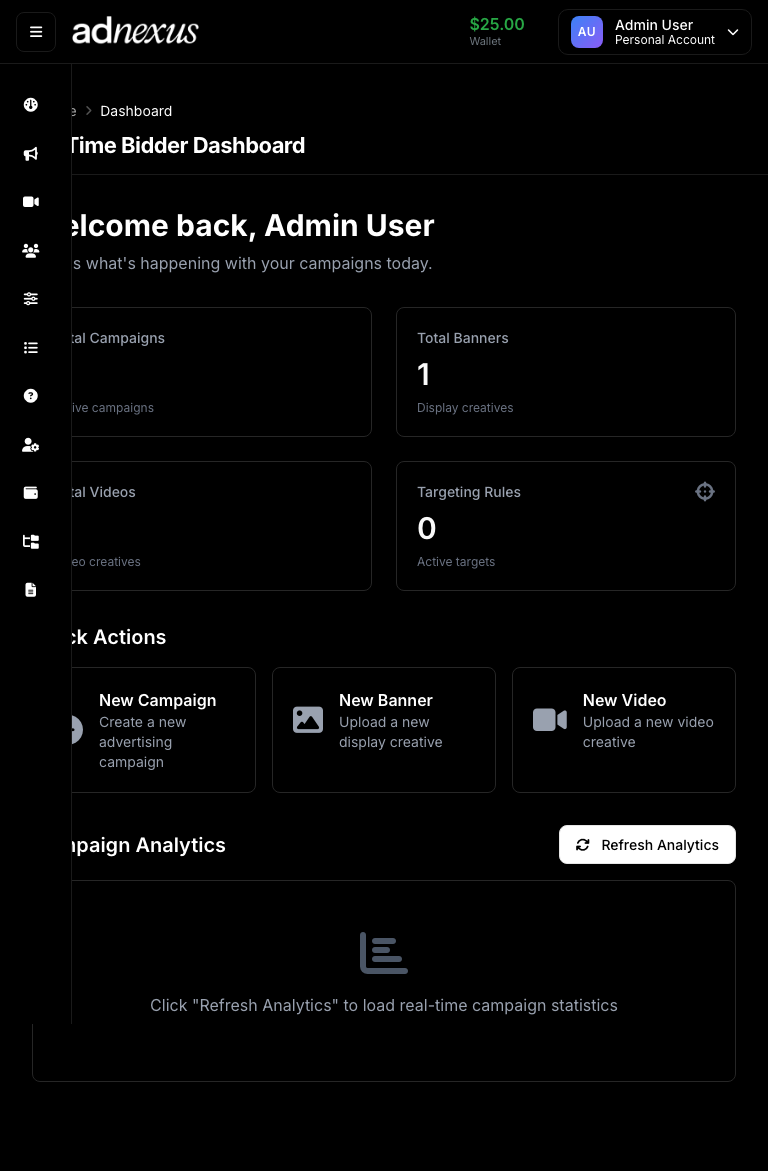 adnexus
$25.00
Wallet
AU
Admin User
Personal Account
e > Dashboard
Time Bidder Dashboard
elcome back, Admin User
s what's happening with your campaigns today.
tal Campaigns
ive campaigns
Total Banners
1
Display creatives
tal Videos
eo creatives
Targeting Rules
0
Active targets
ck Actions
New Campaign
Create a new
advertising
campaign
New Banner
Upload a new
display creative
New Video
Upload a new video
creative
mpaign Analytics
Refresh Analytics
Click "Refresh Analytics" to load real-time campaign statistics